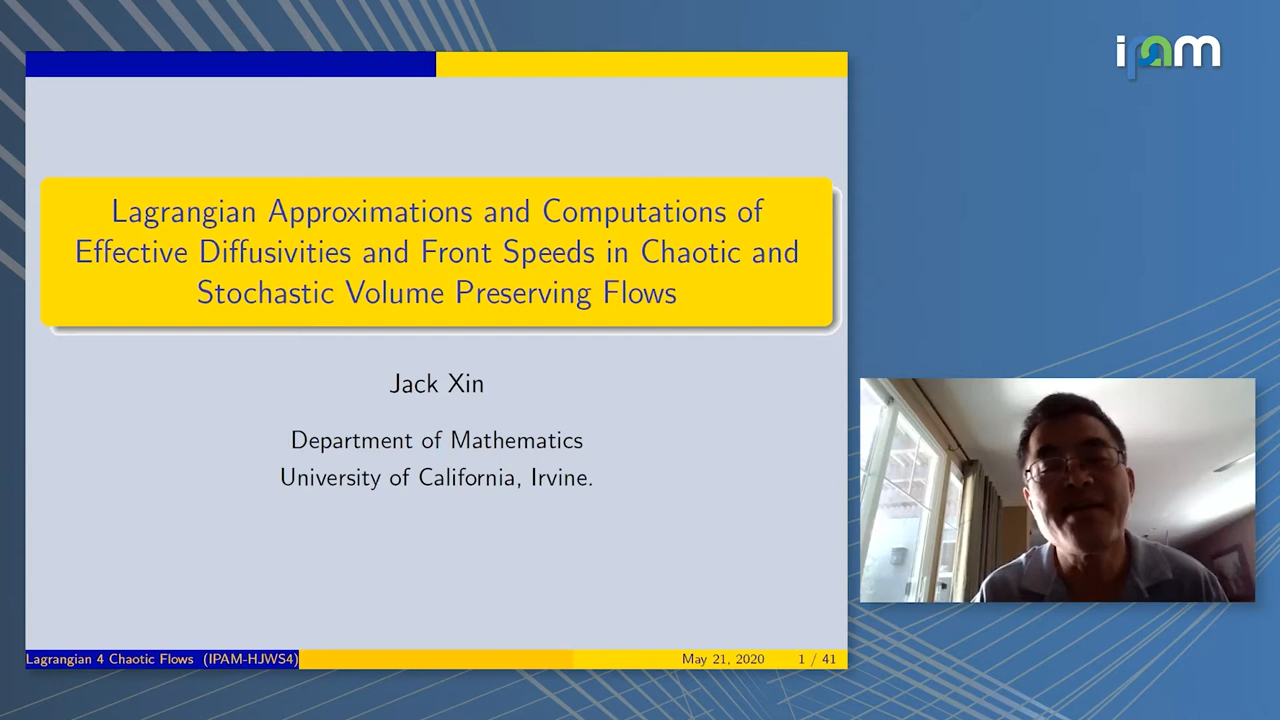 ipam
Lagrangian Approximations and Computations of
Effective Diffusivities and Front Speeds in Chaotic and
Stochastic Volume Preserving Flows
Jack Xin
Department of Mathematics
University of California, Irvine.
Lagrangian 4 Chaotic Flows (IPAM-HJWS4)
May 21, 2020
1 / 41